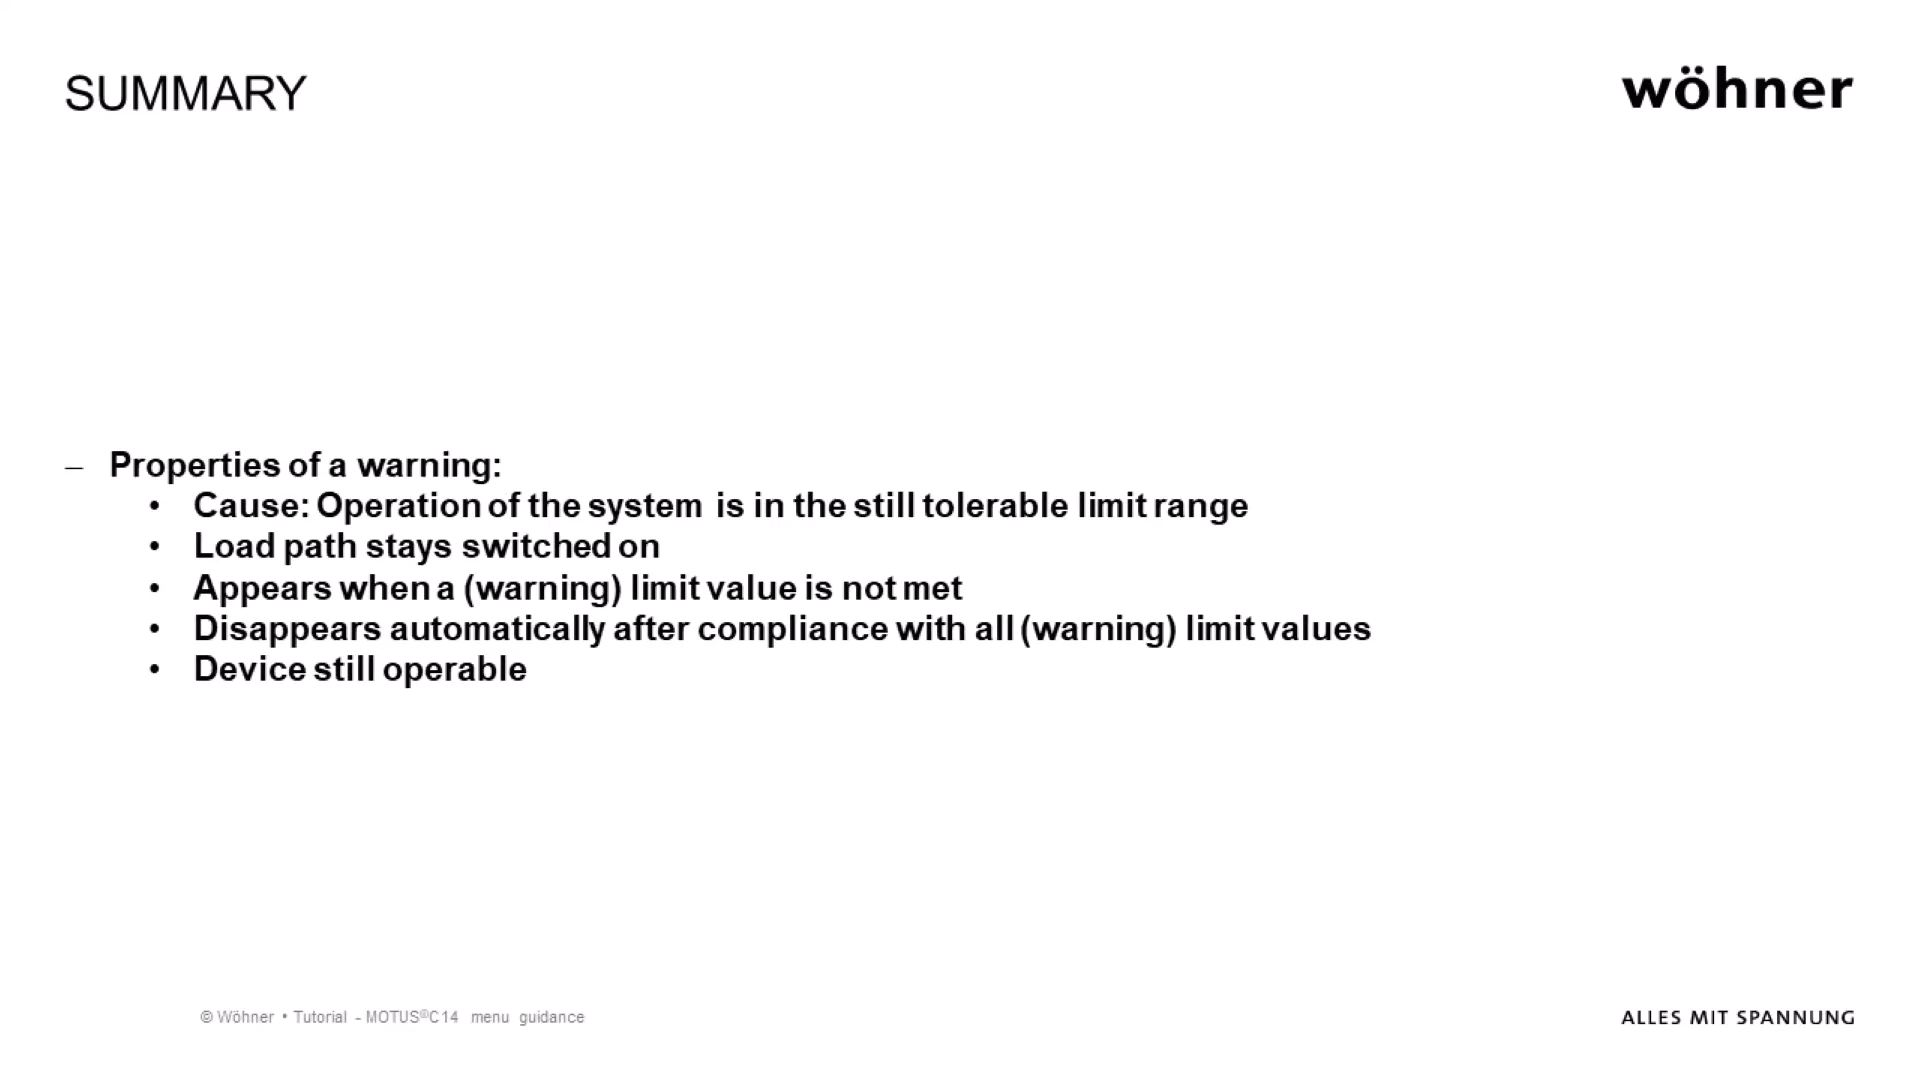 SUMMARY
wöhner
– Properties of a warning:
• Cause: Operation of the system is in the still tolerable limit range
• Load path stays switched on
• Appears when a (warning) limit value is not met
• Disappears automatically after compliance with all (warning) limit values
• Device still operable
© Wöhner • Tutorial - MOTUS®C14 menu guidance
ALLES MIT SPANNUNG